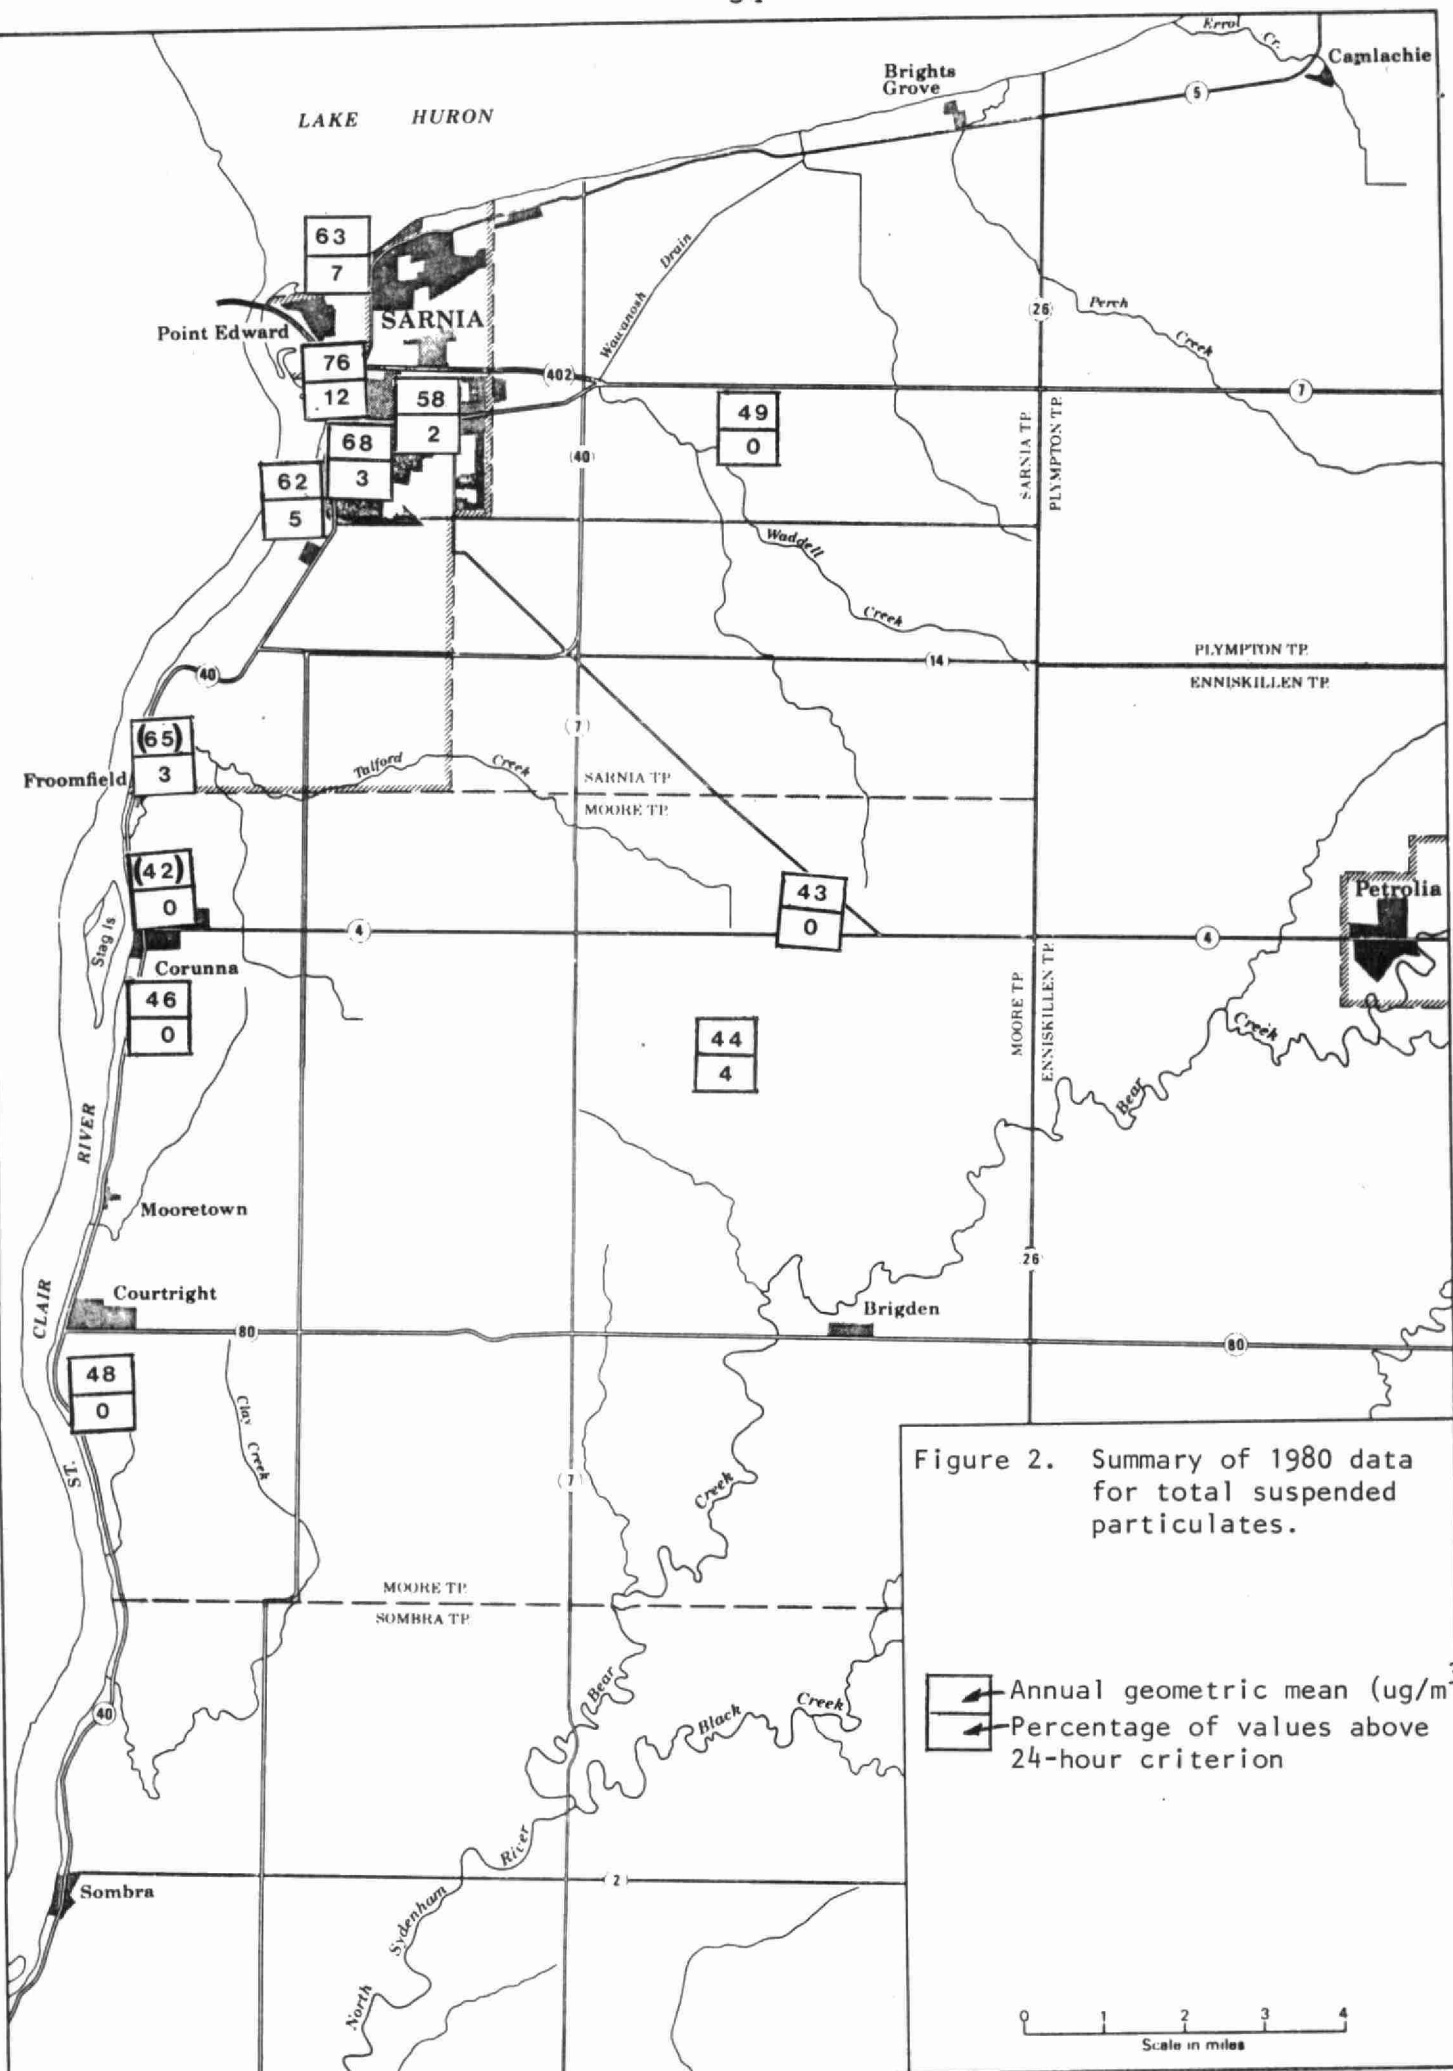 Errol
Cr.
Camlachie
Brights
Grove
5
LAKE HURON
63
7
Wawanosh Drain
Point Edward
SARNIA
26
Perch
Creek
76
12
402
58
2
7
49
0
68
3
40
SARNIA TP.
PLYMPTON TP.
62
5
Waddell
Creek
14
PLYMPTON TP.
ENNISKILLEN TP.
40
(65)
3
7
Froomfield
Talford Creek
SARNIA TP.
MOORE TP.
(42)
0
43
0
Petrolia
Stag Is
4
4
Corunna
46
0
44
4
MOORE TP.
ENNISKILLEN TP.
Creek
Bear
RIVER
Mooretown
26
CLAIR
Courtright
Brigden
80
80
48
0
Clay
Creek
ST.
7
Creek
Figure 2. Summary of 1980 data
for total suspended
particulates.
MOORE TP.
SOMBRA TP.
Bear
Black
Creek
40
Annual geometric mean (ug/m3
Percentage of values above
24-hour criterion
Sombra
2
North Sydenham River
0 1 2 3 4
Scale in miles